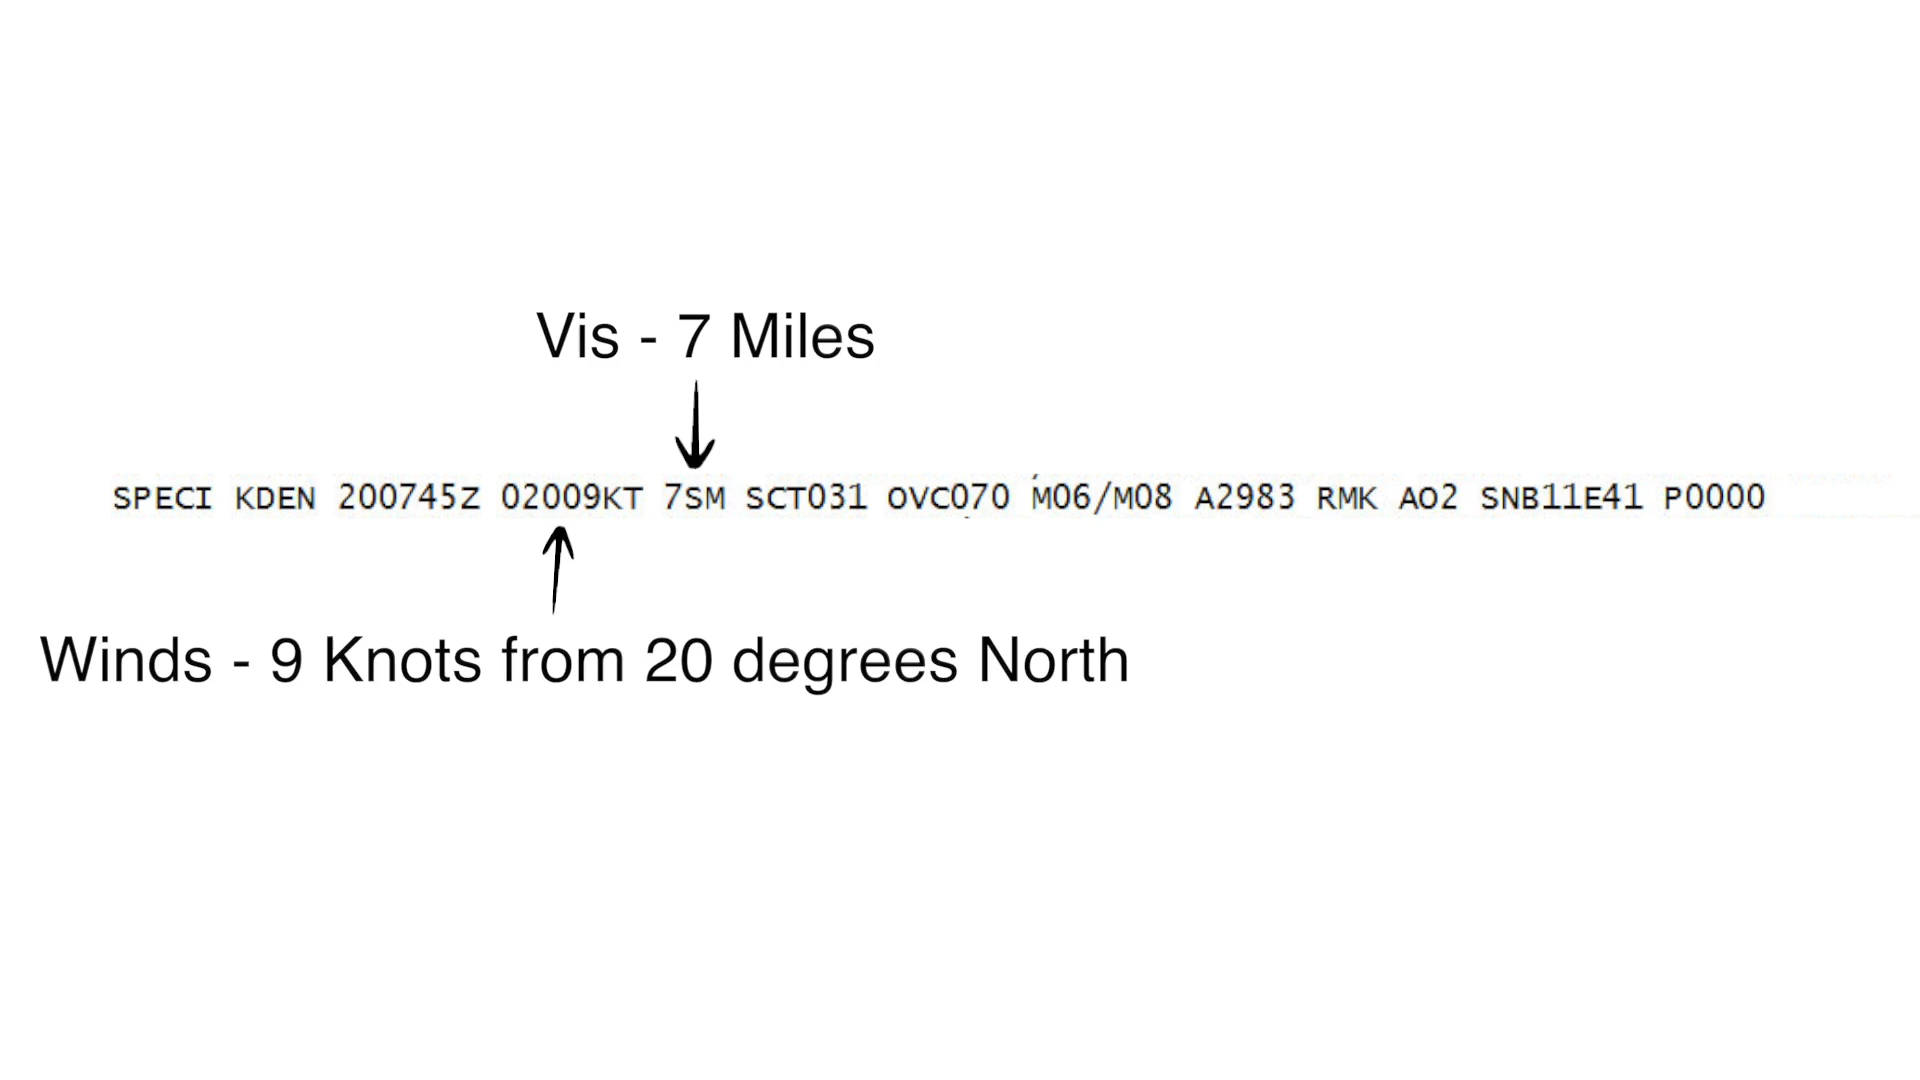 Vis - 7 Miles
SPECI KDEN 200745Z 02009KT 7SM SCT031 OVC070 M06/M08 A2983 RMK AO2 SNB11E41 P0000
Winds - 9 Knots from 20 degrees North